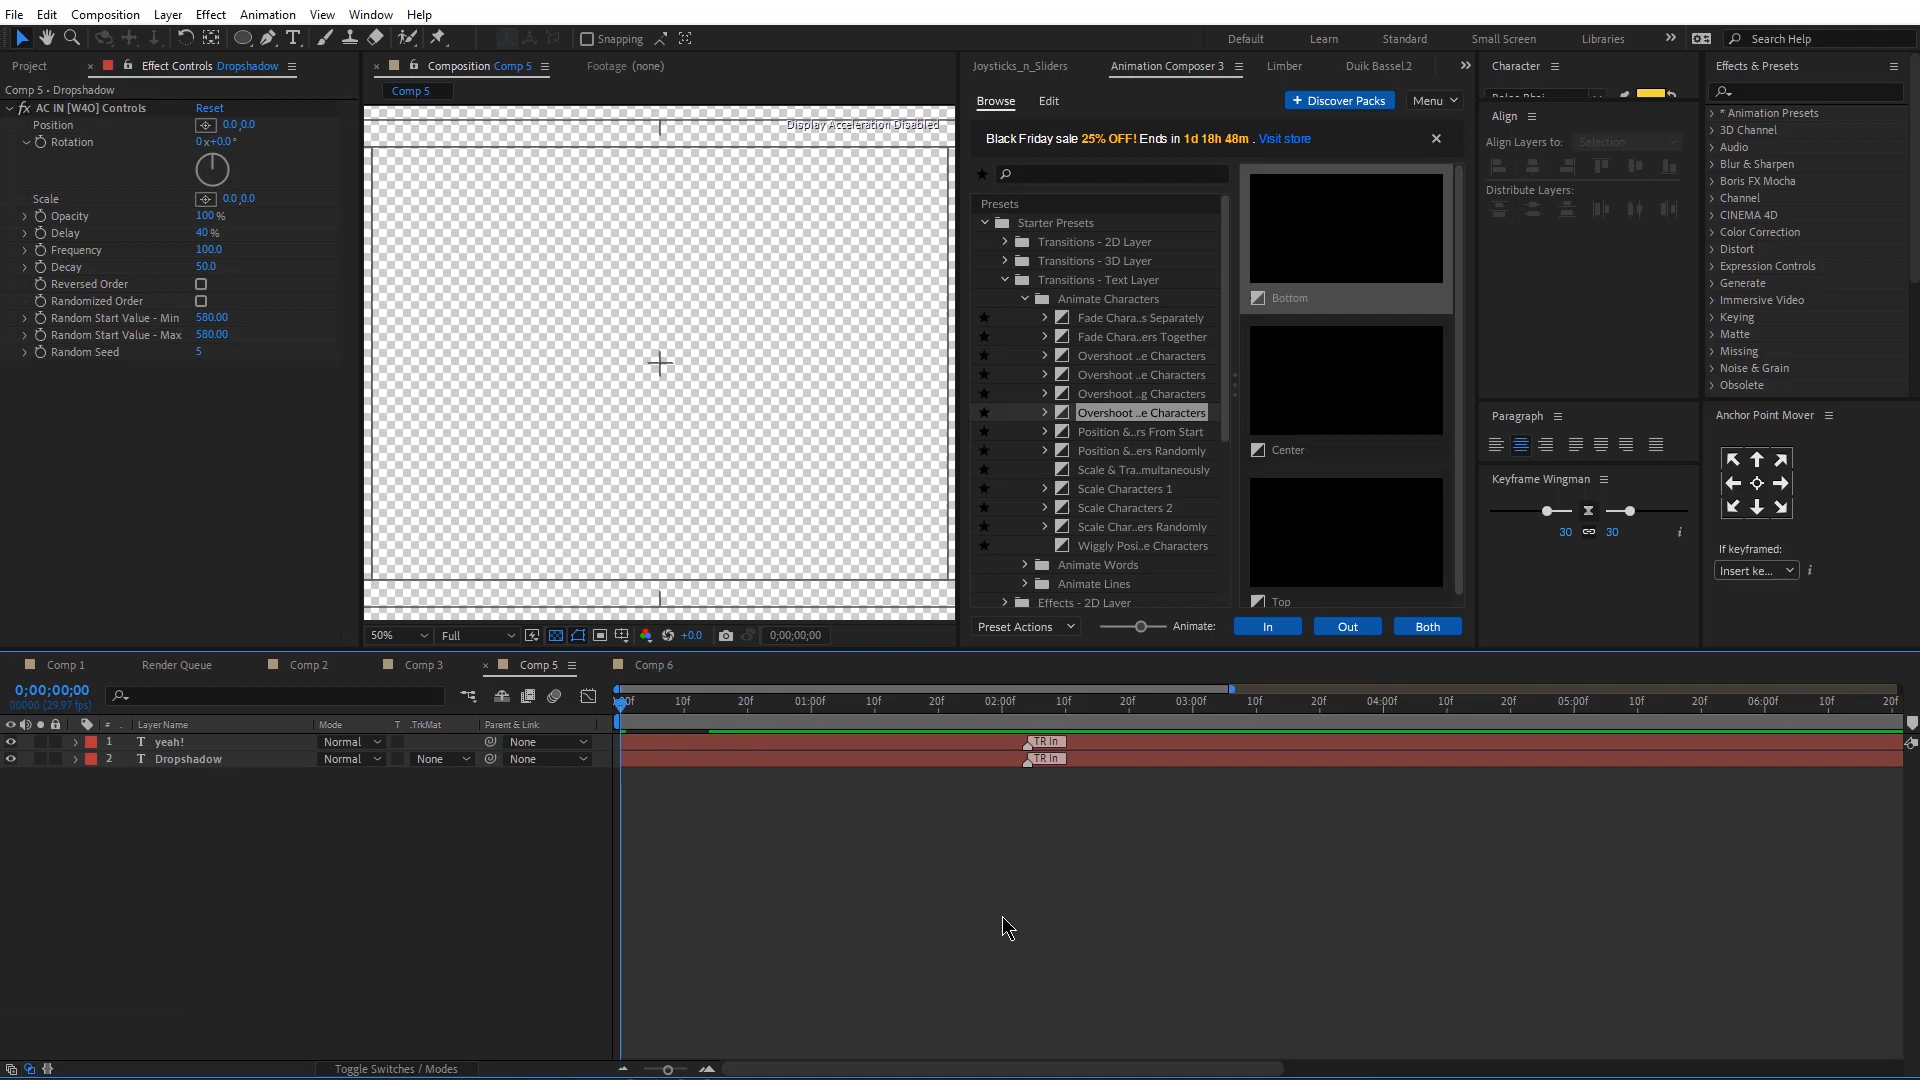 File Edit Composition Layer Effect Animation View Window Help
Snapping Default Learn Standard Small Screen Libraries Search Help
Project Effect Controls Dropshadow Composition Comp 5 Footage (none) Joysticks_n_Sliders Animation Composer 3 Limber Duik Bassel.2 Character Effects & Presets
Comp 5 • Dropshadow
Comp 5
fx AC IN [W4O] Controls Reset
Position 0.0,0.0
Rotation 0x+0.0°
Scale 0.0,0.0
Opacity 100 %
Delay 40 %
Frequency 100.0
Decay 50.0
Reversed Order
Randomized Order
Random Start Value - Min 580.00
Random Start Value - Max 580.00
Random Seed 5
Display Acceleration Disabled
50% Full +0.0 0;00;00;00
Browse Edit + Discover Packs Menu
Black Friday sale 25% OFF! Ends in 1d 18h 48m . Visit store
Presets
Starter Presets
Transitions - 2D Layer
Transitions - 3D Layer
Transitions - Text Layer
Animate Characters
Fade Chara..s Separately
Fade Chara..ers Together
Overshoot ..e Characters
Overshoot ..e Characters
Overshoot ..g Characters
Overshoot ..e Characters
Position &..rs From Start
Position &..ers Randomly
Scale & Tra..multaneously
Scale Characters 1
Scale Characters 2
Scale Char..ers Randomly
Wiggly Posi..e Characters
Animate Words
Animate Lines
Effects - 2D Layer
Bottom
Center
Top
Preset Actions Animate: In Out Both
Align
Align Layers to: Selection
Distribute Layers:
Paragraph
Keyframe Wingman
30 30 i
* Animation Presets
3D Channel
Audio
Blur & Sharpen
Boris FX Mocha
Channel
CINEMA 4D
Color Correction
Distort
Expression Controls
Generate
Immersive Video
Keying
Matte
Missing
Noise & Grain
Obsolete
Anchor Point Mover
If keyframed:
Insert ke... i
Comp 1 Render Queue Comp 2 Comp 3 Comp 5 Comp 6
0;00;00;00
00000 (29.97 fps)
10f 20f 01:00f 10f 20f 02:00f 10f 20f 03:00f 10f 20f 04:00f 10f 20f 05:00f 10f 20f 06:00f 10f 20f
# Layer Name Mode T .TrkMat Parent & Link
1 T yeah! Normal None TR In
2 T Dropshadow Normal None None TR In
Toggle Switches / Modes